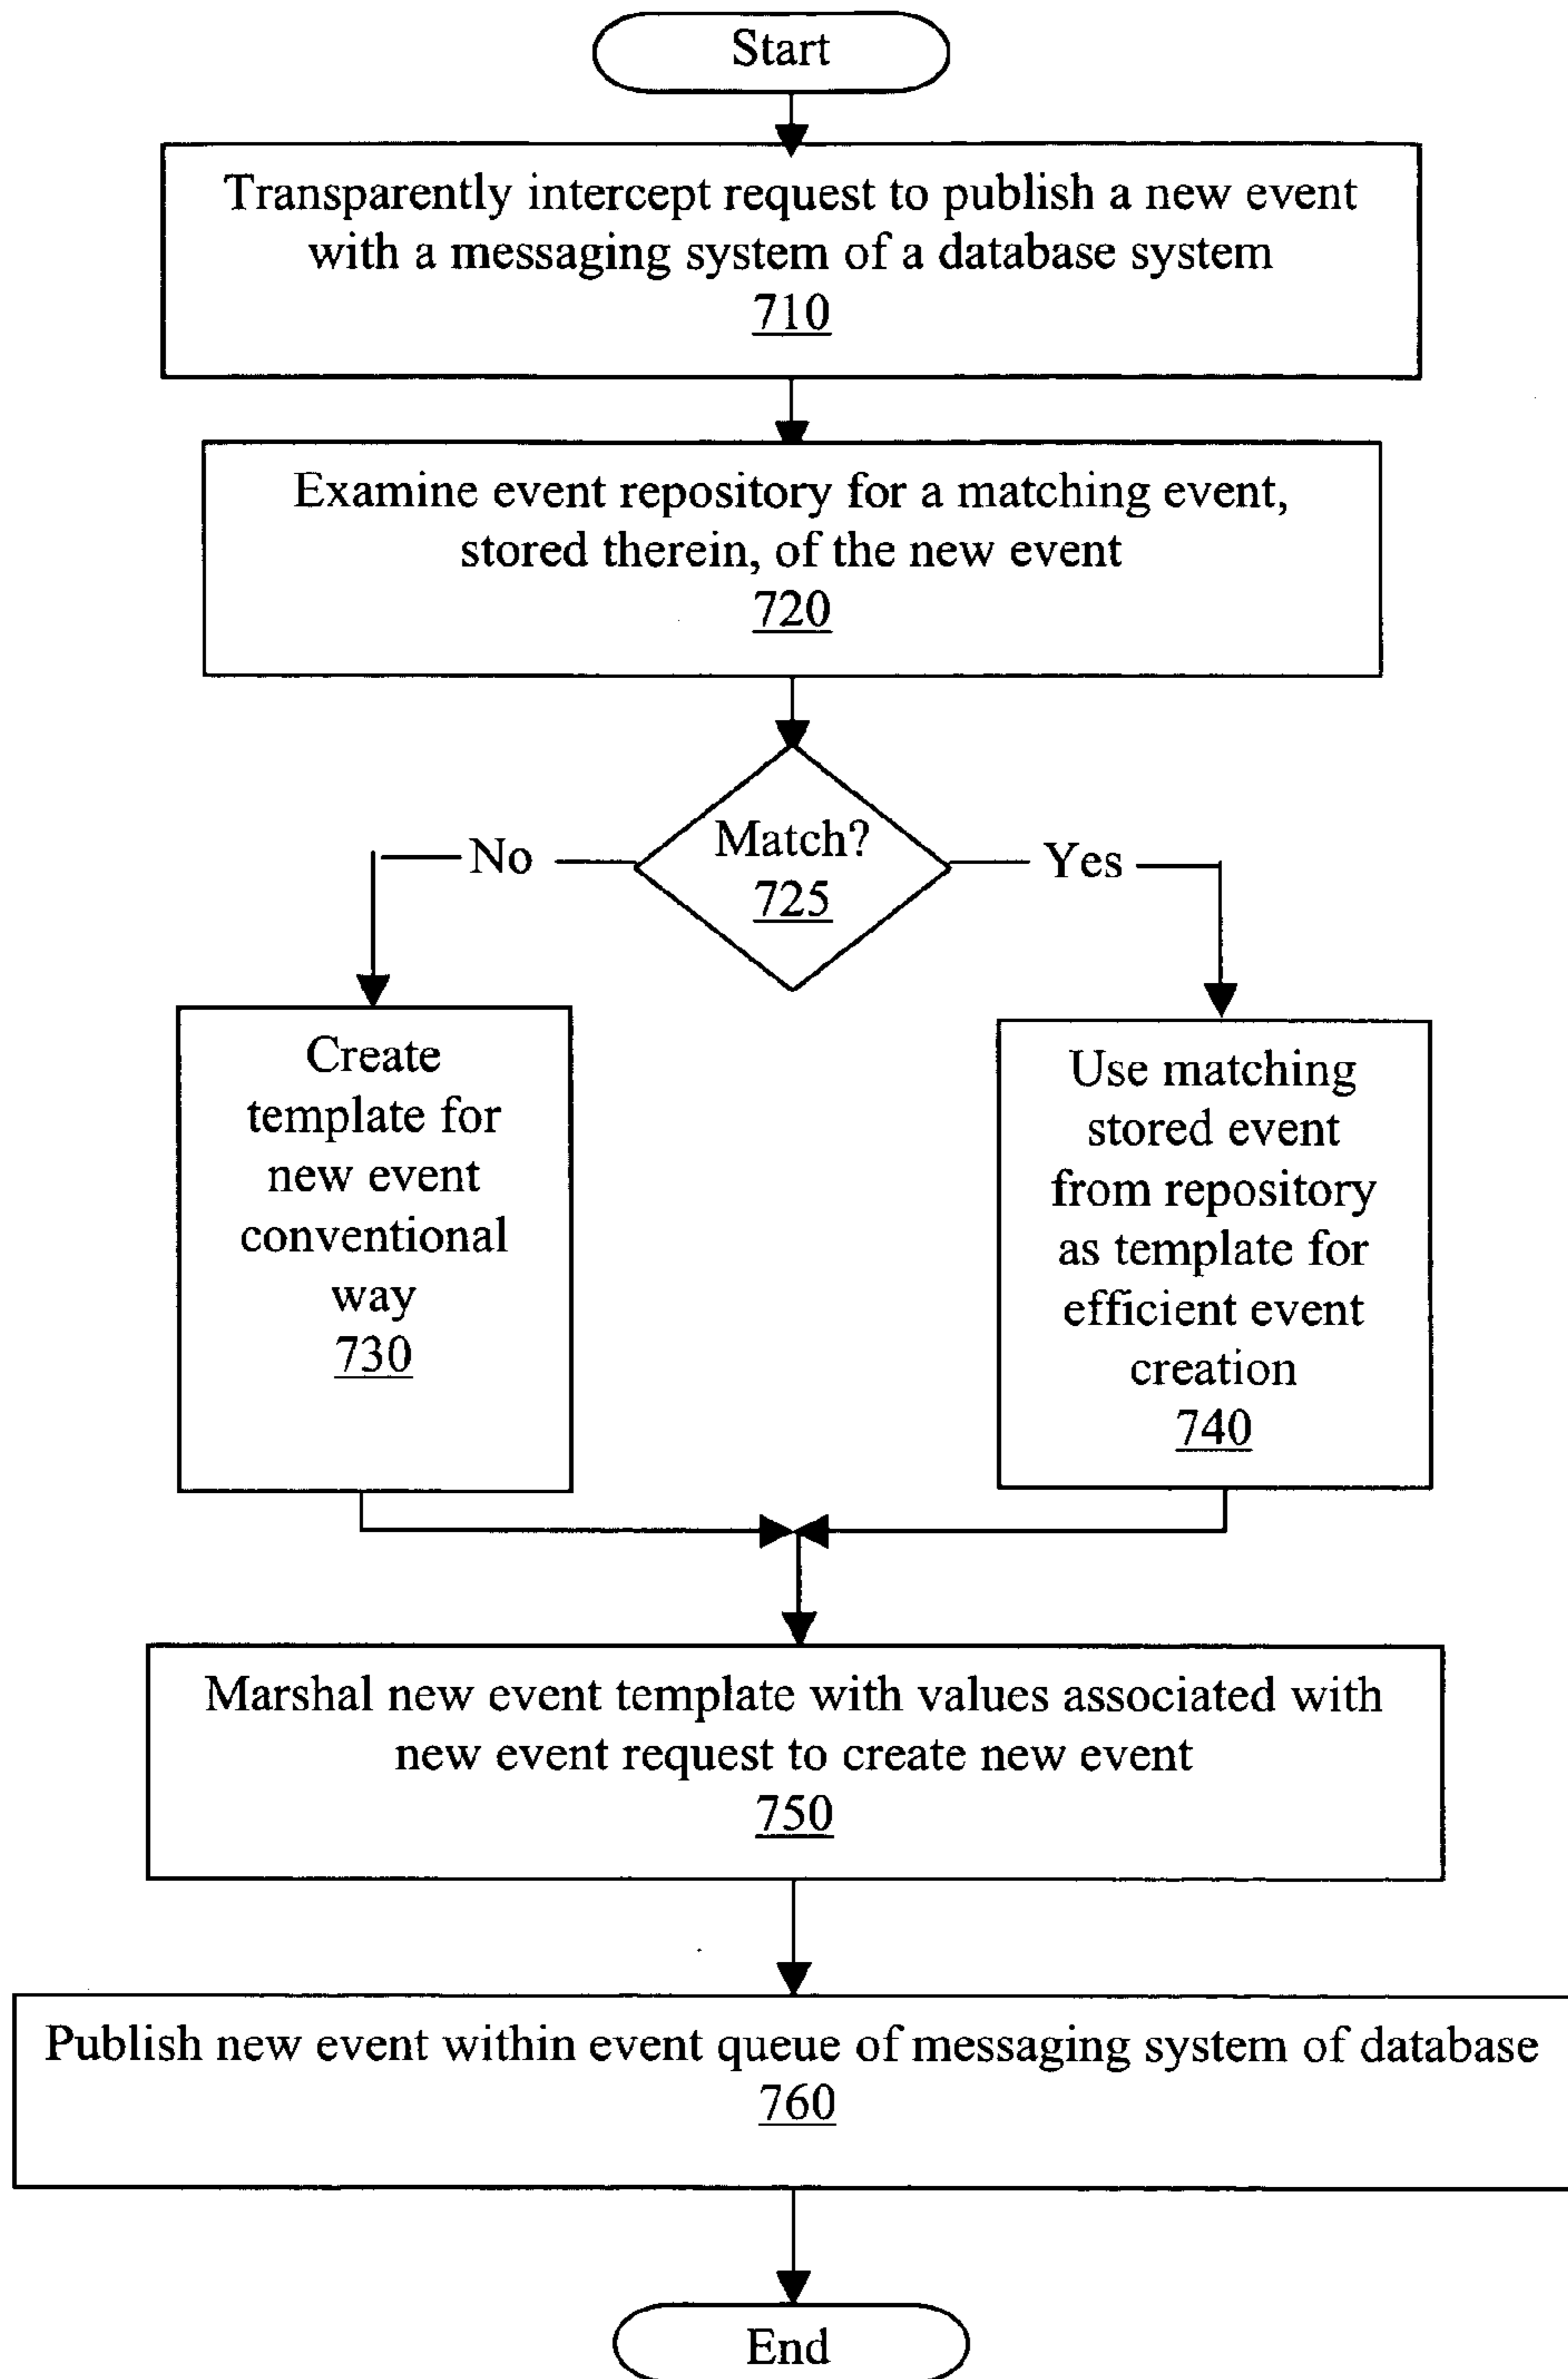 Start
Transparently intercept request to publish a new event
with a messaging system of a database system
710
Examine event repository for a matching event,
stored therein, of the new event
720
Match?
725
No
Yes
Create
template for
new event
conventional
way
730
Use matching
stored event
from repository
as template for
efficient event
creation
740
Marshal new event template with values associated with
new event request to create new event
750
Publish new event within event queue of messaging system of database
760
End